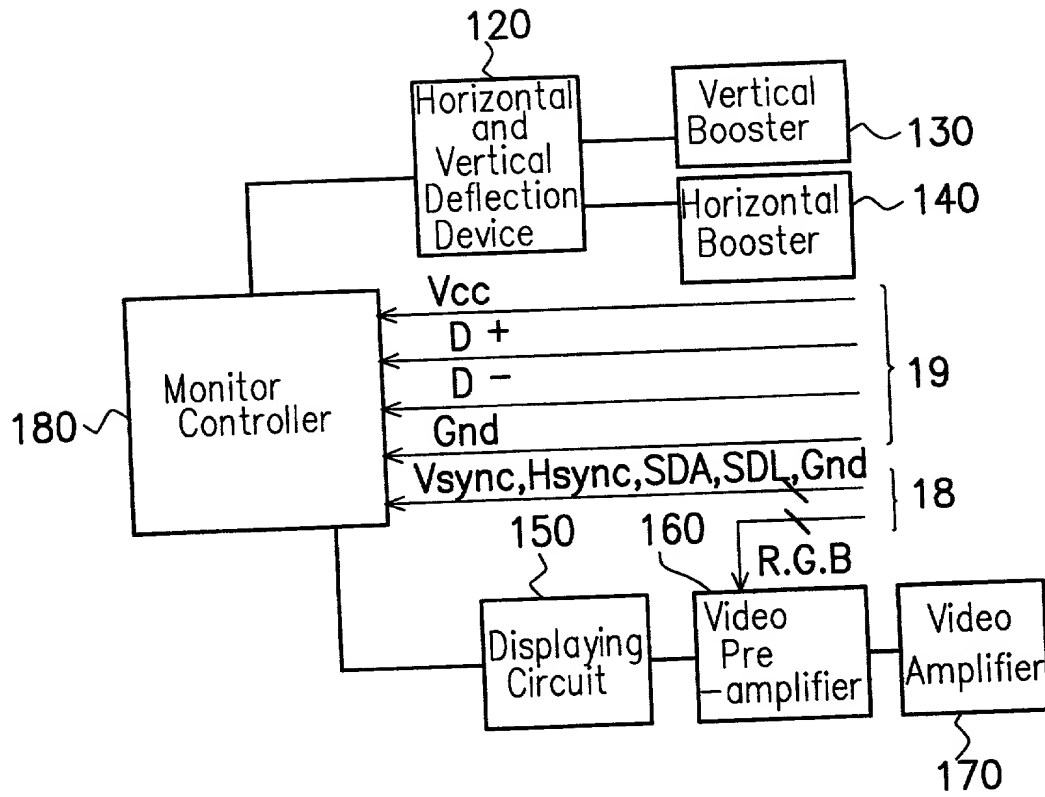 120
Horizontal
and
Vertical
Deflection
Device
Vertical
Booster
130
Horizontal
Booster
140
Vcc
D +
D -
Gnd
19
Monitor
Controller
180
Vsync,Hsync,SDA,SDL,Gnd
18
R.G.B
150
160
Displaying
Circuit
Video
Pre
-amplifier
Video
Amplifier
170